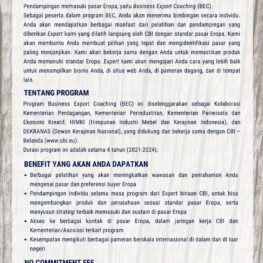 Pendampingan memasuki pasar Eropa, yaitu Business Export Coaching (BEC).
Sebagai peserta dalam program BEC, Anda akan menerima bimbingan secara individu.
Anda akan mendapatkan berbagai manfaat dari pelatihan dan pendampingan yang
diberikan Expert kami yang dilatih langsung oleh CBI dengan standar pasar Eropa. Kami
akan membantu Anda membuat pilihan yang tepat dan mengidentifikasi pasar yang
paling menjanjikan. Kami akan bekerja sama dengan Anda untuk memastikan produk
Anda memenuhi standar Eropa. Expert kami akan mengajari Anda cara yang lebih baik
untuk menampilkan bisnis Anda, di situs web Anda, di pameran dagang, dan di tempat
lain.
TENTANG PROGRAM
Program Business Export Coaching (BEC) ini diselenggarakan sebagai Kolaborasi
Kementerian Perdagangan, Kementerian Perindustrian, Kementerian Pariwisata dan
Ekonomi Kreatif, HIMKI (Himpunan Industri Mebel dan Kerajinan Indonesia), dan
DEKRANAS (Dewan Kerajinan Nasional), yang didukung dan bekerja sama dengan CBI –
Belanda (www.cbi.eu).
Durasi program ini adalah selama 4 tahun (2021-2024).
BENEFIT YANG AKAN ANDA DAPATKAN
• Berbagai pelatihan yang akan meningkatkan wawasan dan pemahaman Anda
mengenai pasar dan preferensi buyer Eropa
• Pendampingan individu selama masa program dari Expert binaan CBI, untuk bisa
mengembangkan produk dan perusahaan sesuai standar pasar Eropa, serta
menyusun strategi terbaik memasuki dan sustain di pasar Eropa
• Akses ke berbagai kontak di pasar Eropa, dalam jaringan kerja CBI dan
Kementerian/Asosiasi terkait program
• Kesempatan mengikuti berbagai pameran berskala internasional di dalam dan di luar
negeri
NO COMMITMENT FEE